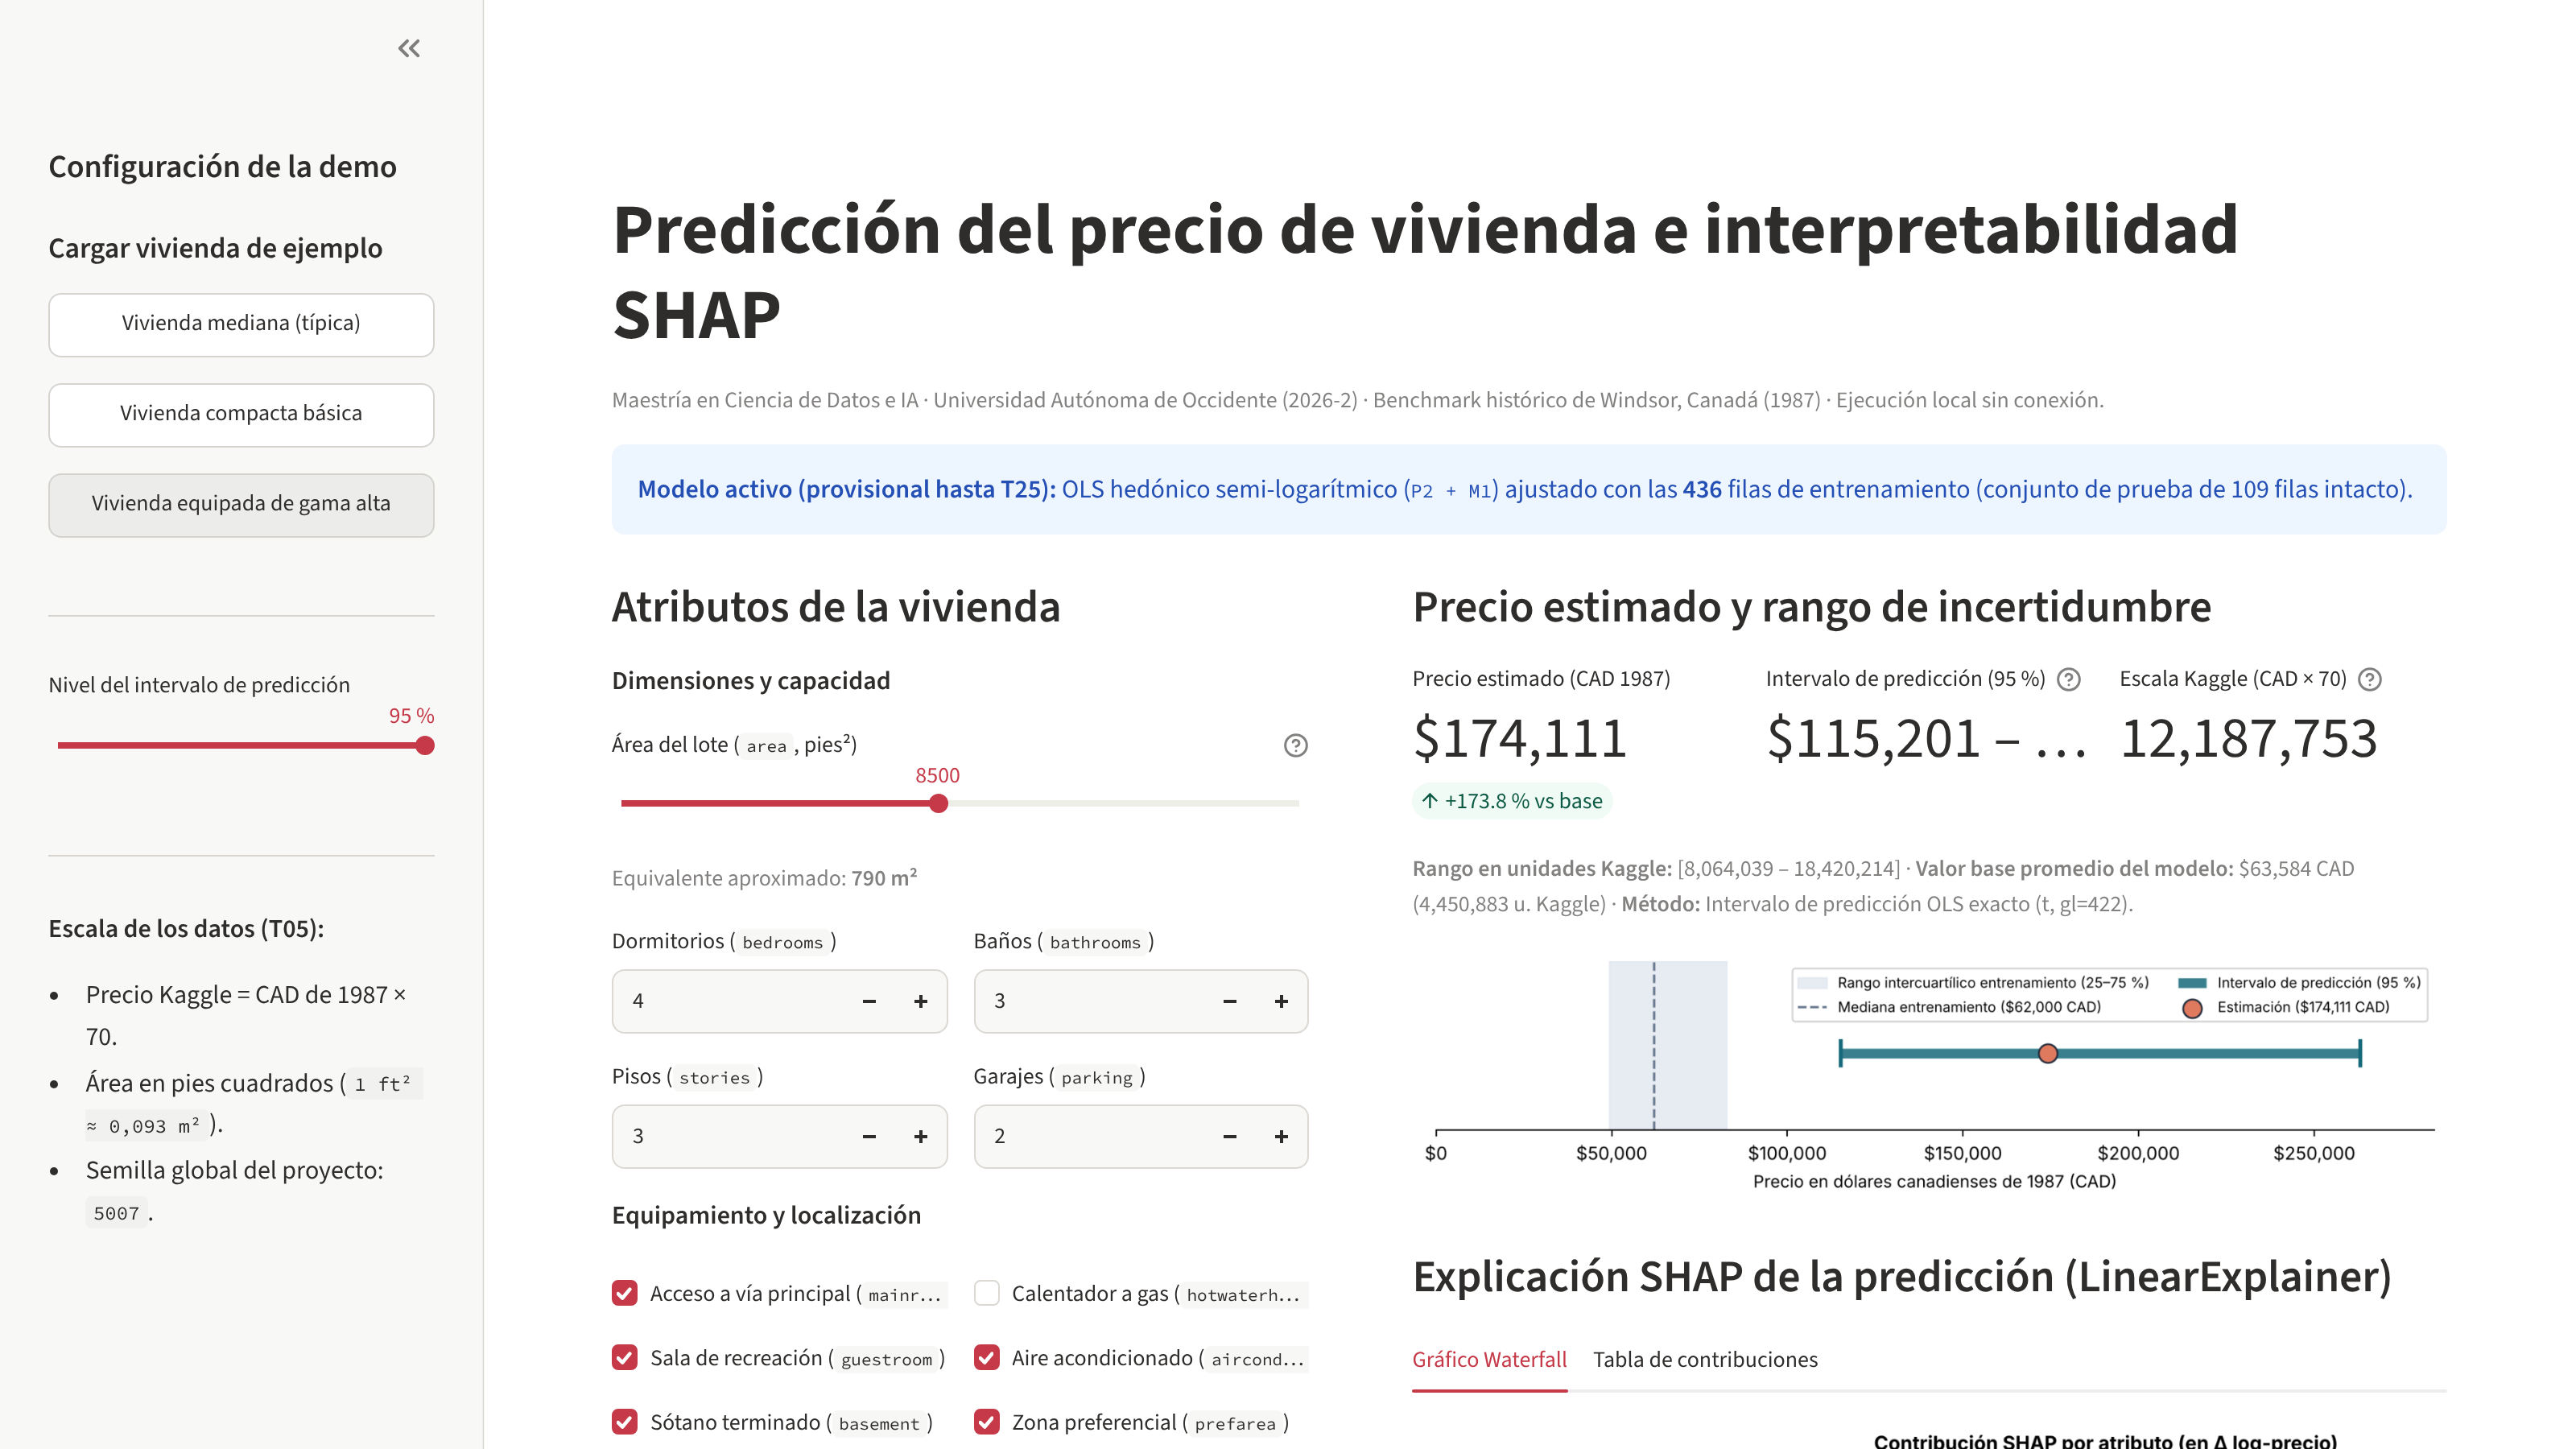 Configuración de la demo
Cargar vivienda de ejemplo
Vivienda mediana (típica)
Vivienda compacta básica
Vivienda equipada de gama alta
Nivel del intervalo de predicción
95 %
Escala de los datos (T05):
• Precio Kaggle = CAD de 1987 ×
70.
• Área en pies cuadrados ( 1 ft²
≈ 0,093 m² ).
• Semilla global del proyecto:
5007 .
Predicción del precio de vivienda e interpretabilidad
SHAP
Maestría en Ciencia de Datos e IA · Universidad Autónoma de Occidente (2026-2) · Benchmark histórico de Windsor, Canadá (1987) · Ejecución local sin conexión.
Modelo activo (provisional hasta T25): OLS hedónico semi-logarítmico (P2 + M1) ajustado con las 436 filas de entrenamiento (conjunto de prueba de 109 filas intacto).
Atributos de la vivienda
Dimensiones y capacidad
Área del lote ( area , pies²)
8500
Equivalente aproximado: 790 m²
Dormitorios ( bedrooms )
Baños ( bathrooms )
4 − +
3 − +
Pisos ( stories )
Garajes ( parking )
3 − +
2 − +
Equipamiento y localización
Acceso a vía principal ( mainr...
Calentador a gas ( hotwaterh...
Sala de recreación ( guestroom )
Aire acondicionado ( aircond...
Sótano terminado ( basement )
Zona preferencial ( prefarea )
Precio estimado y rango de incertidumbre
Precio estimado (CAD 1987)
Intervalo de predicción (95 %)
Escala Kaggle (CAD × 70)
$174,111
$115,201 – …
12,187,753
↑ +173.8 % vs base
Rango en unidades Kaggle: [8,064,039 – 18,420,214] · Valor base promedio del modelo: $63,584 CAD
(4,450,883 u. Kaggle) · Método: Intervalo de predicción OLS exacto (t, gl=422).
Rango intercuartílico entrenamiento (25–75 %)
Intervalo de predicción (95 %)
Mediana entrenamiento ($62,000 CAD)
Estimación ($174,111 CAD)
$0 $50,000 $100,000 $150,000 $200,000 $250,000
Precio en dólares canadienses de 1987 (CAD)
Explicación SHAP de la predicción (LinearExplainer)
Gráfico Waterfall
Tabla de contribuciones
Contribución SHAP por atributo (en Δ log-precio)